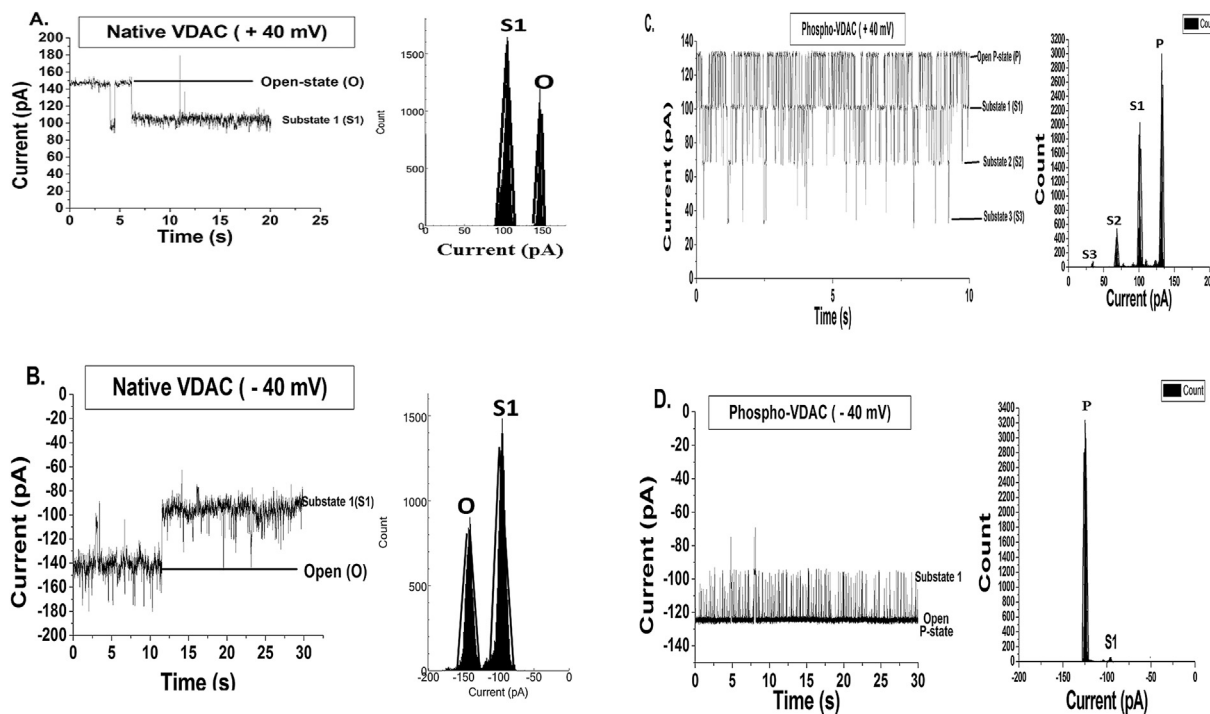 A.
Native VDAC ( + 40 mV)
Current (pA)
200
180
160
140
120
100
80
60
40
20
0
Open-state (O)
Substate 1 (S1)
0 5 10 15 20 25
Time (s)
S1
O
Count
1500
1000
500
0
0 50 100 150
Current (pA)
B.
Native VDAC ( - 40 mV)
Current (pA)
0
-20
-40
-60
-80
-100
-120
-140
-160
-180
-200
Substate 1(S1)
Open (O)
0 5 10 15 20 25 30
Time (s)
O
S1
Count
1500
1000
500
0
-200 -150 -100 -50 0
Current (pA)
C.
Phospho-VDAC ( + 40 mV)
Current (pA)
140
120
100
80
60
40
20
0
Open P-state (P)
Substate 1 (S1)
Substate 2 (S2)
Substate 3 (S3)
0 5 10
Time (s)
Count
3200
3000
2800
2600
2400
2200
2000
1800
1600
1400
1200
1000
800
600
400
200
0
P
S1
S2
S3
0 50 100 150 200
Current (pA)
Coun
D.
Phospho-VDAC ( - 40 mV)
Current (pA)
0
-20
-40
-60
-80
-100
-120
-140
Substate 1
Open
P-state
0 5 10 15 20 25 30
Time (s)
Count
Count
3400
3200
3000
2800
2600
2400
2200
2000
1800
1600
1400
1200
1000
800
600
400
200
0
P
S1
-200 -150 -100 -50 0
Current (pA)